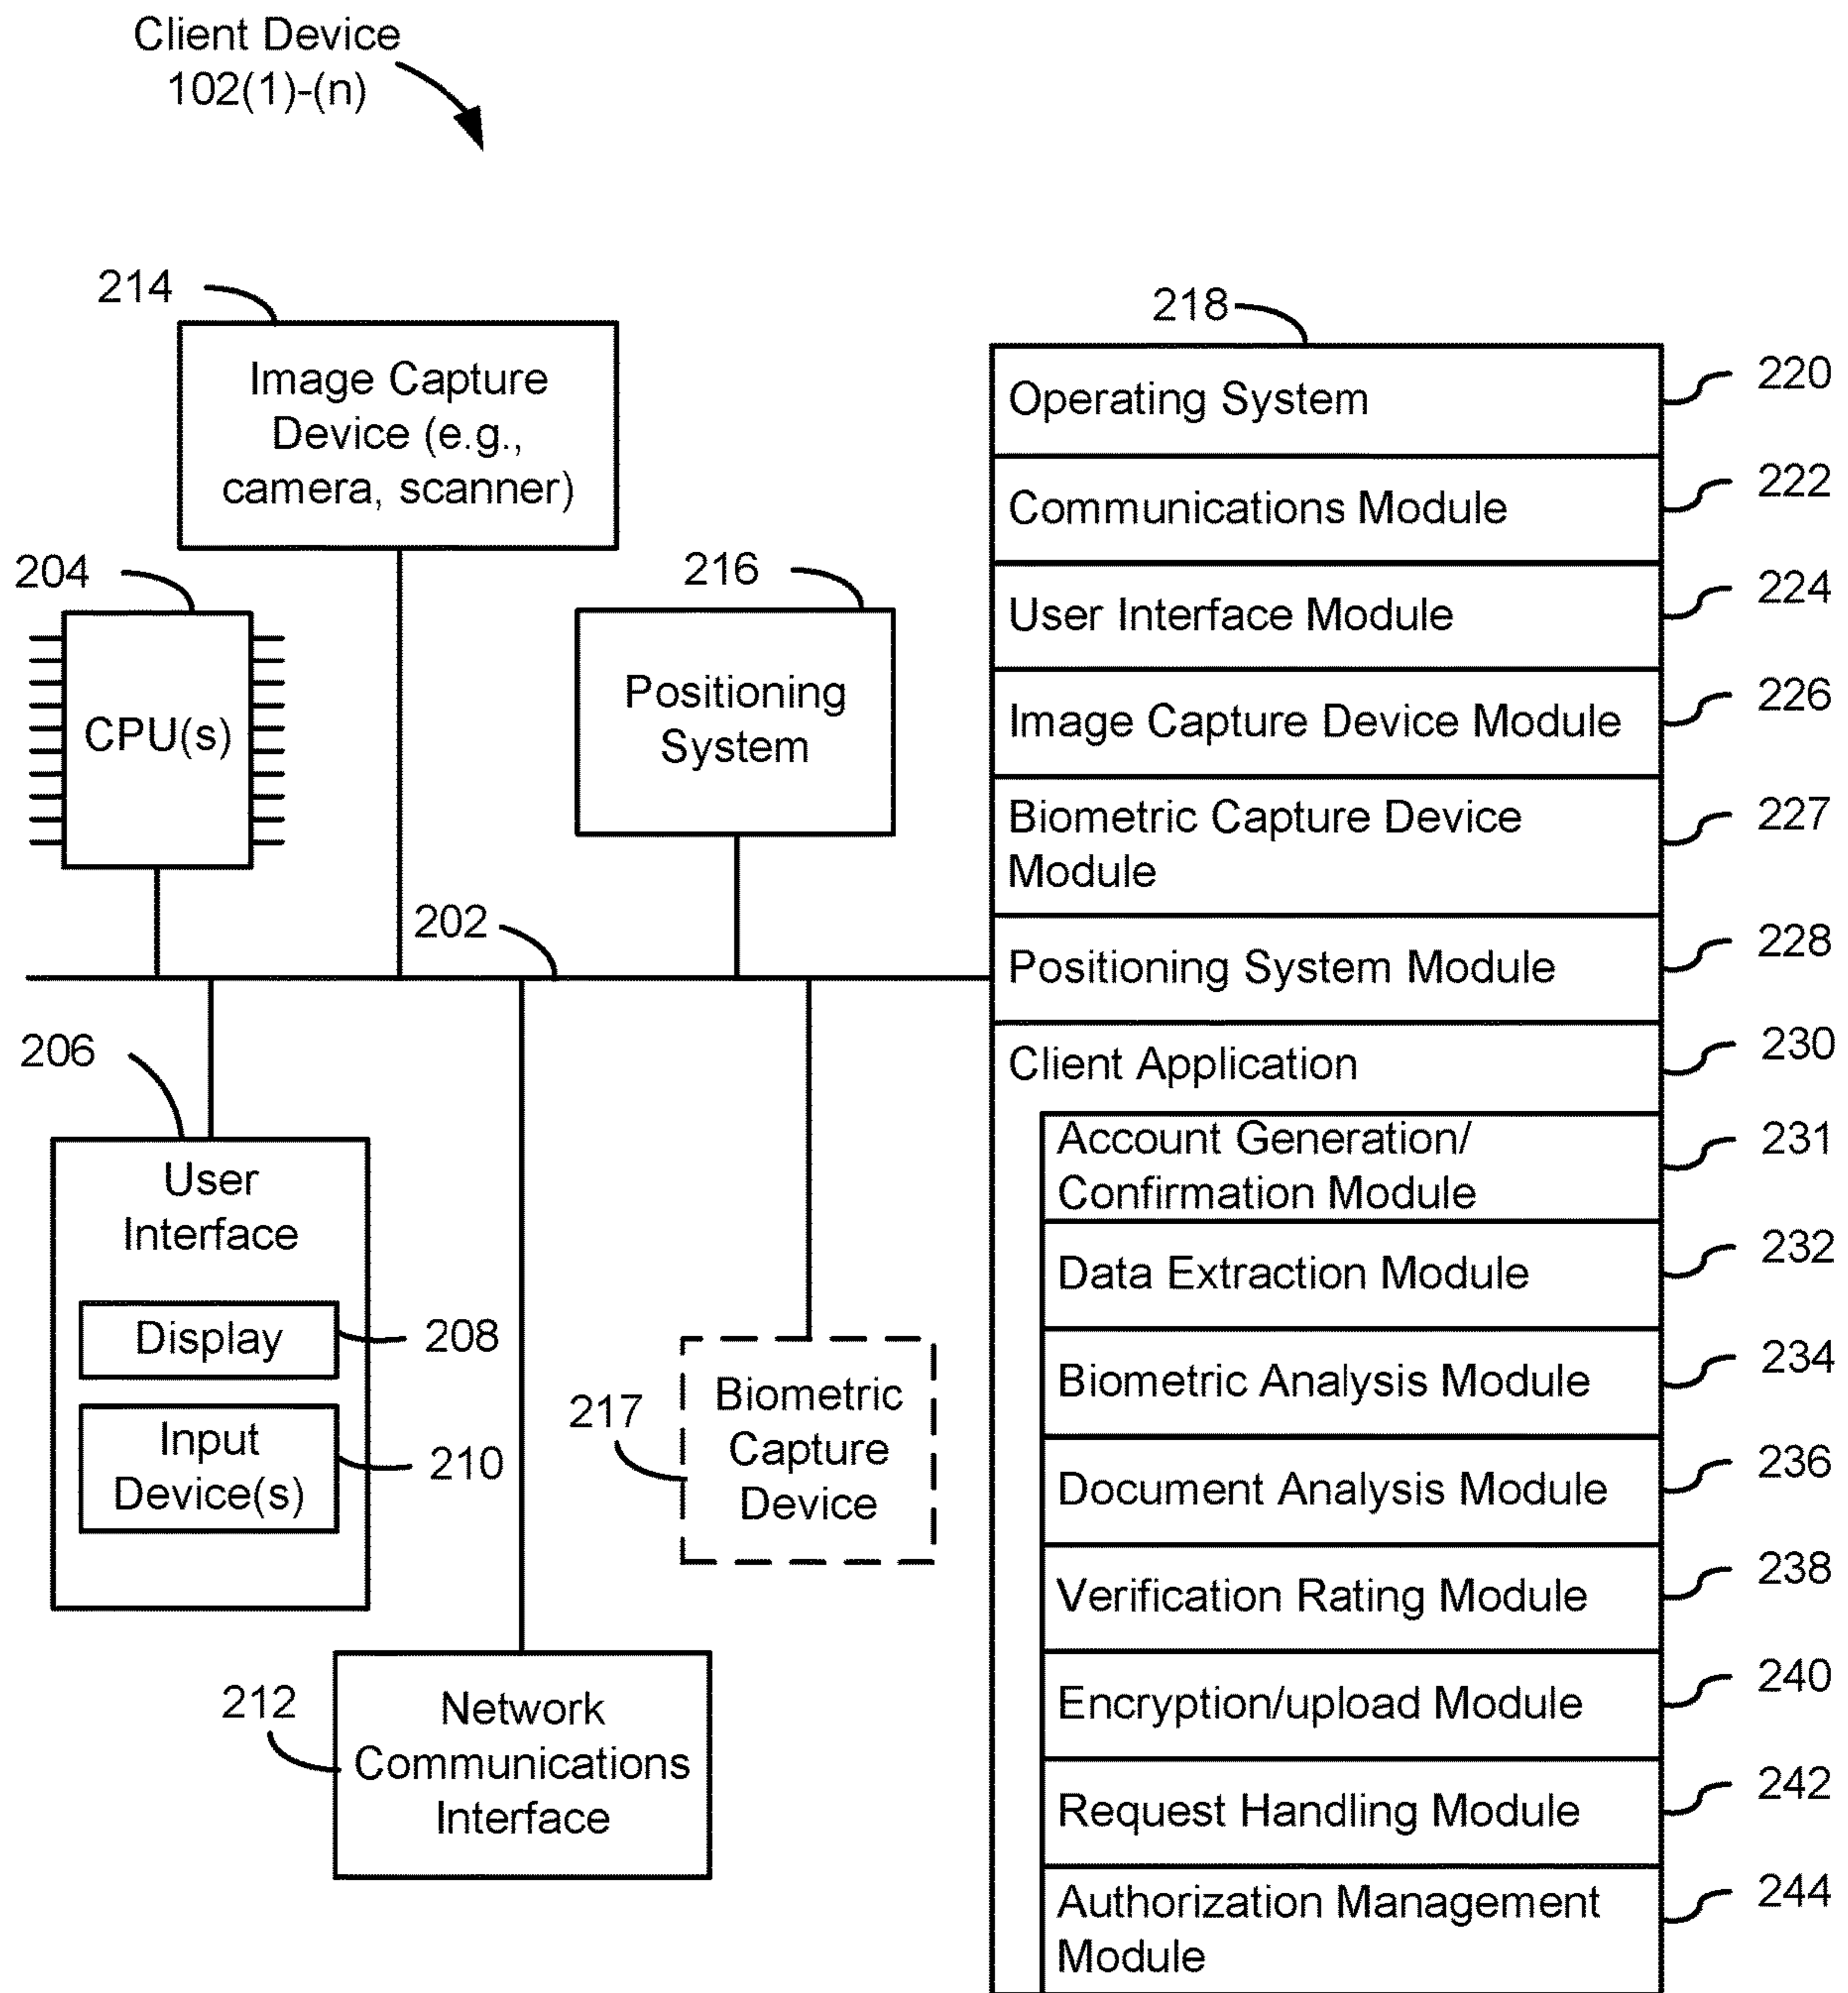 Client Device
102(1)-(n)
214
Image Capture
Device (e.g.,
camera, scanner)
204
CPU(s)
216
Positioning
System
202
206
User
Interface
Display
208
Input
Device(s)
210
217
Biometric
Capture
Device
212
Network
Communications
Interface
218
Operating System
220
Communications Module
222
User Interface Module
224
Image Capture Device Module
226
Biometric Capture Device
Module
227
Positioning System Module
228
Client Application
230
Account Generation/
Confirmation Module
231
Data Extraction Module
232
Biometric Analysis Module
234
Document Analysis Module
236
Verification Rating Module
238
Encryption/upload Module
240
Request Handling Module
242
Authorization Management
Module
244